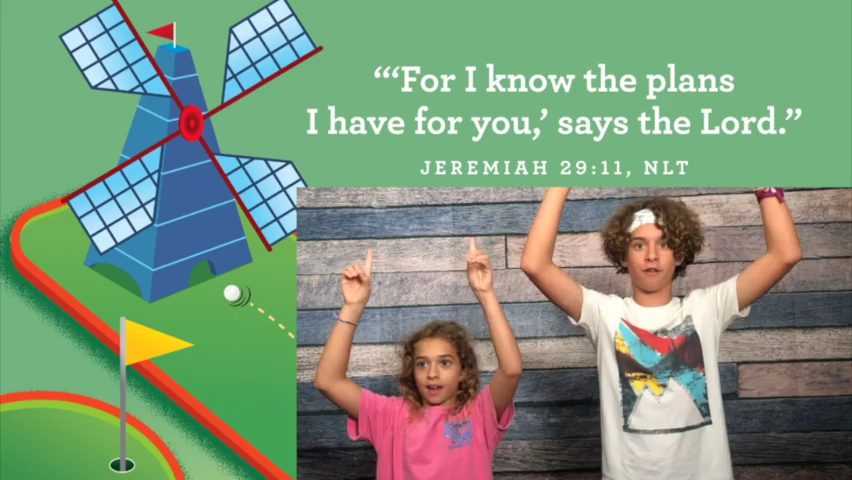 “‘For I know the plans
I have for you,’ says the Lord.”
JEREMIAH 29:11, NLT